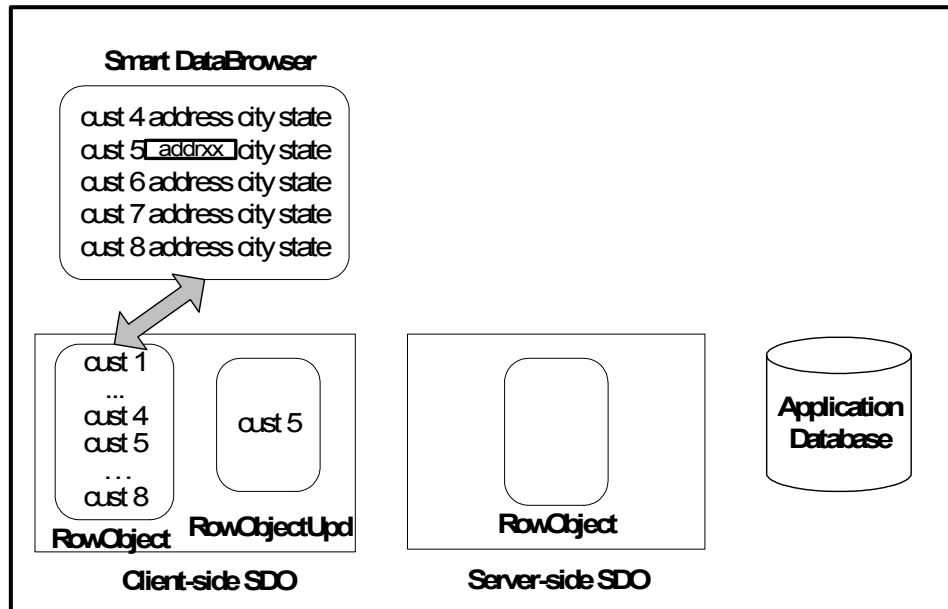 Smart DataBrowser
cust 4 address city state
cust 5 addrxx city state
cust 6 address city state
cust 7 address city state
cust 8 address city state
cust 1
...
cust 4
cust 5
...
cust 8
RowObject
cust 5
RowObjectUpd
Client-side SDO
RowObject
Server-side SDO
Application
Database